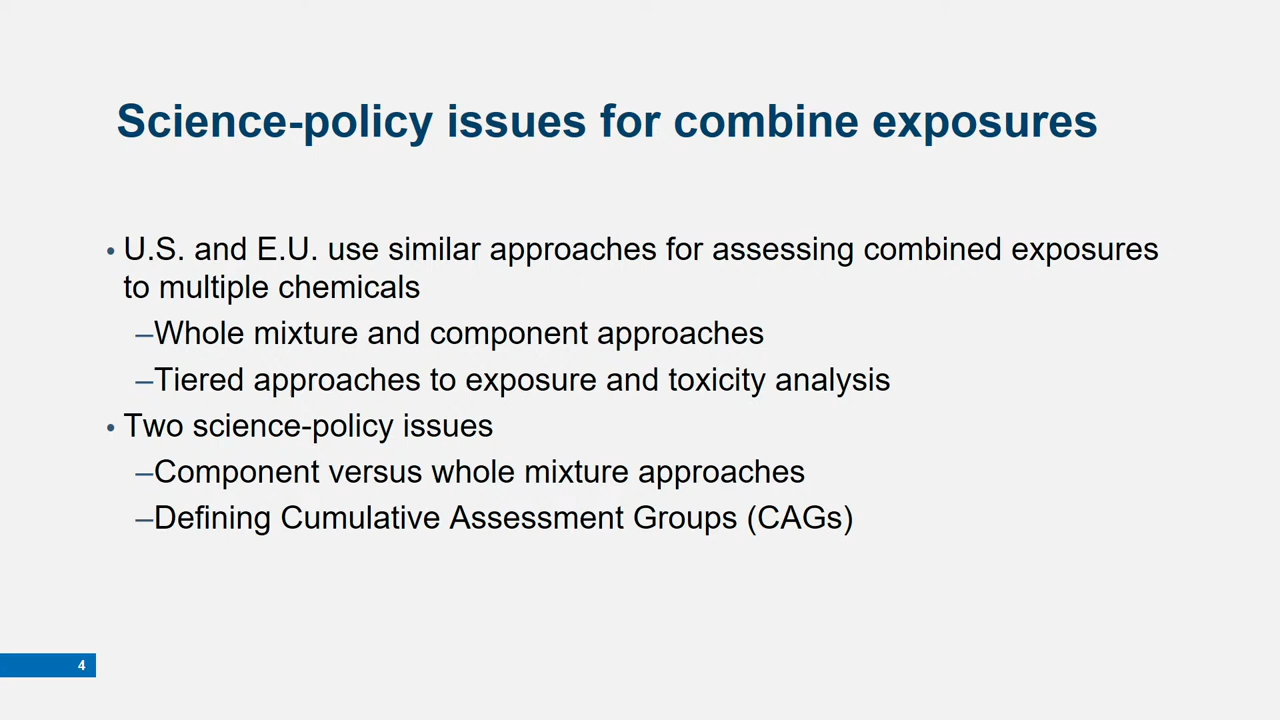 Science-policy issues for combine exposures
• U.S. and E.U. use similar approaches for assessing combined exposures
to multiple chemicals
–Whole mixture and component approaches
–Tiered approaches to exposure and toxicity analysis
• Two science-policy issues
–Component versus whole mixture approaches
–Defining Cumulative Assessment Groups (CAGs)
4